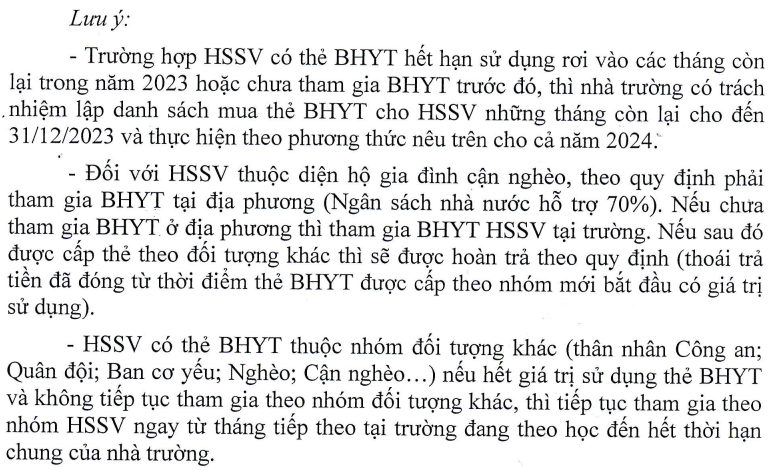 Lưu ý:
- Trường hợp HSSV có thẻ BHYT hết hạn sử dụng rơi vào các tháng còn
lại trong năm 2023 hoặc chưa tham gia BHYT trước đó, thì nhà trường có trách
nhiệm lập danh sách mua thẻ BHYT cho HSSV những tháng còn lại cho đến
31/12/2023 và thực hiện theo phương thức nêu trên cho cả năm 2024.
- Đối với HSSV thuộc diện hộ gia đình cận nghèo, theo quy định phải
tham gia BHYT tại địa phương (Ngân sách nhà nước hỗ trợ 70%). Nếu chưa
tham gia BHYT ở địa phương thì tham gia BHYT HSSV tại trường. Nếu sau đó
được cấp thẻ theo đối tượng khác thì sẽ được hoàn trả theo quy định (thoái trả
tiền đã đóng từ thời điểm thẻ BHYT được cấp theo nhóm mới bắt đầu có giá trị
sử dụng).
- HSSV có thẻ BHYT thuộc nhóm đối tượng khác (thân nhân Công an;
Quân đội; Ban cơ yếu; Nghèo; Cận nghèo…) nếu hết giá trị sử dụng thẻ BHYT
và không tiếp tục tham gia theo nhóm đối tượng khác, thì tiếp tục tham gia theo
nhóm HSSV ngay từ tháng tiếp theo tại trường đang theo học đến hết thời hạn
chung của nhà trường.